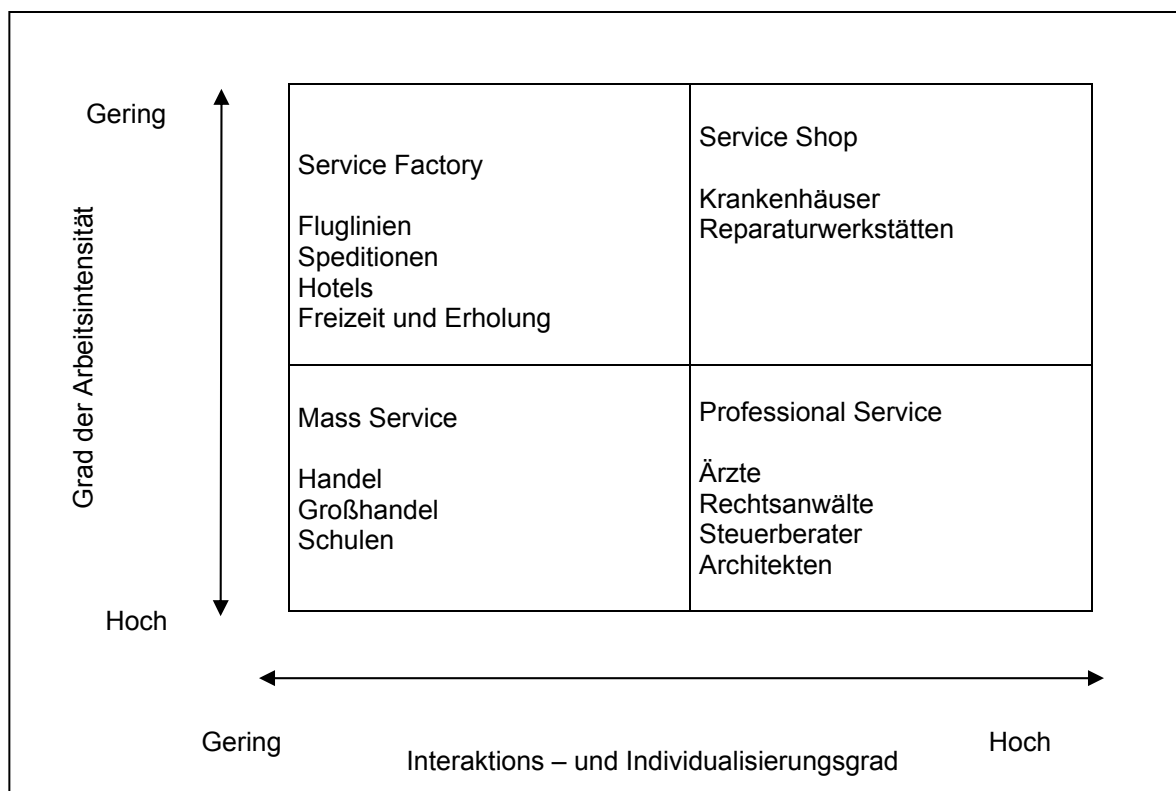 Gering
Grad der Arbeitsintensität
Hoch
Service Factory
Fluglinien
Speditionen
Hotels
Freizeit und Erholung
Service Shop
Krankenhäuser
Reparaturwerkstätten
Mass Service
Handel
Großhandel
Schulen
Professional Service
Ärzte
Rechtsanwälte
Steuerberater
Architekten
Gering
Interaktions – und Individualisierungsgrad
Hoch